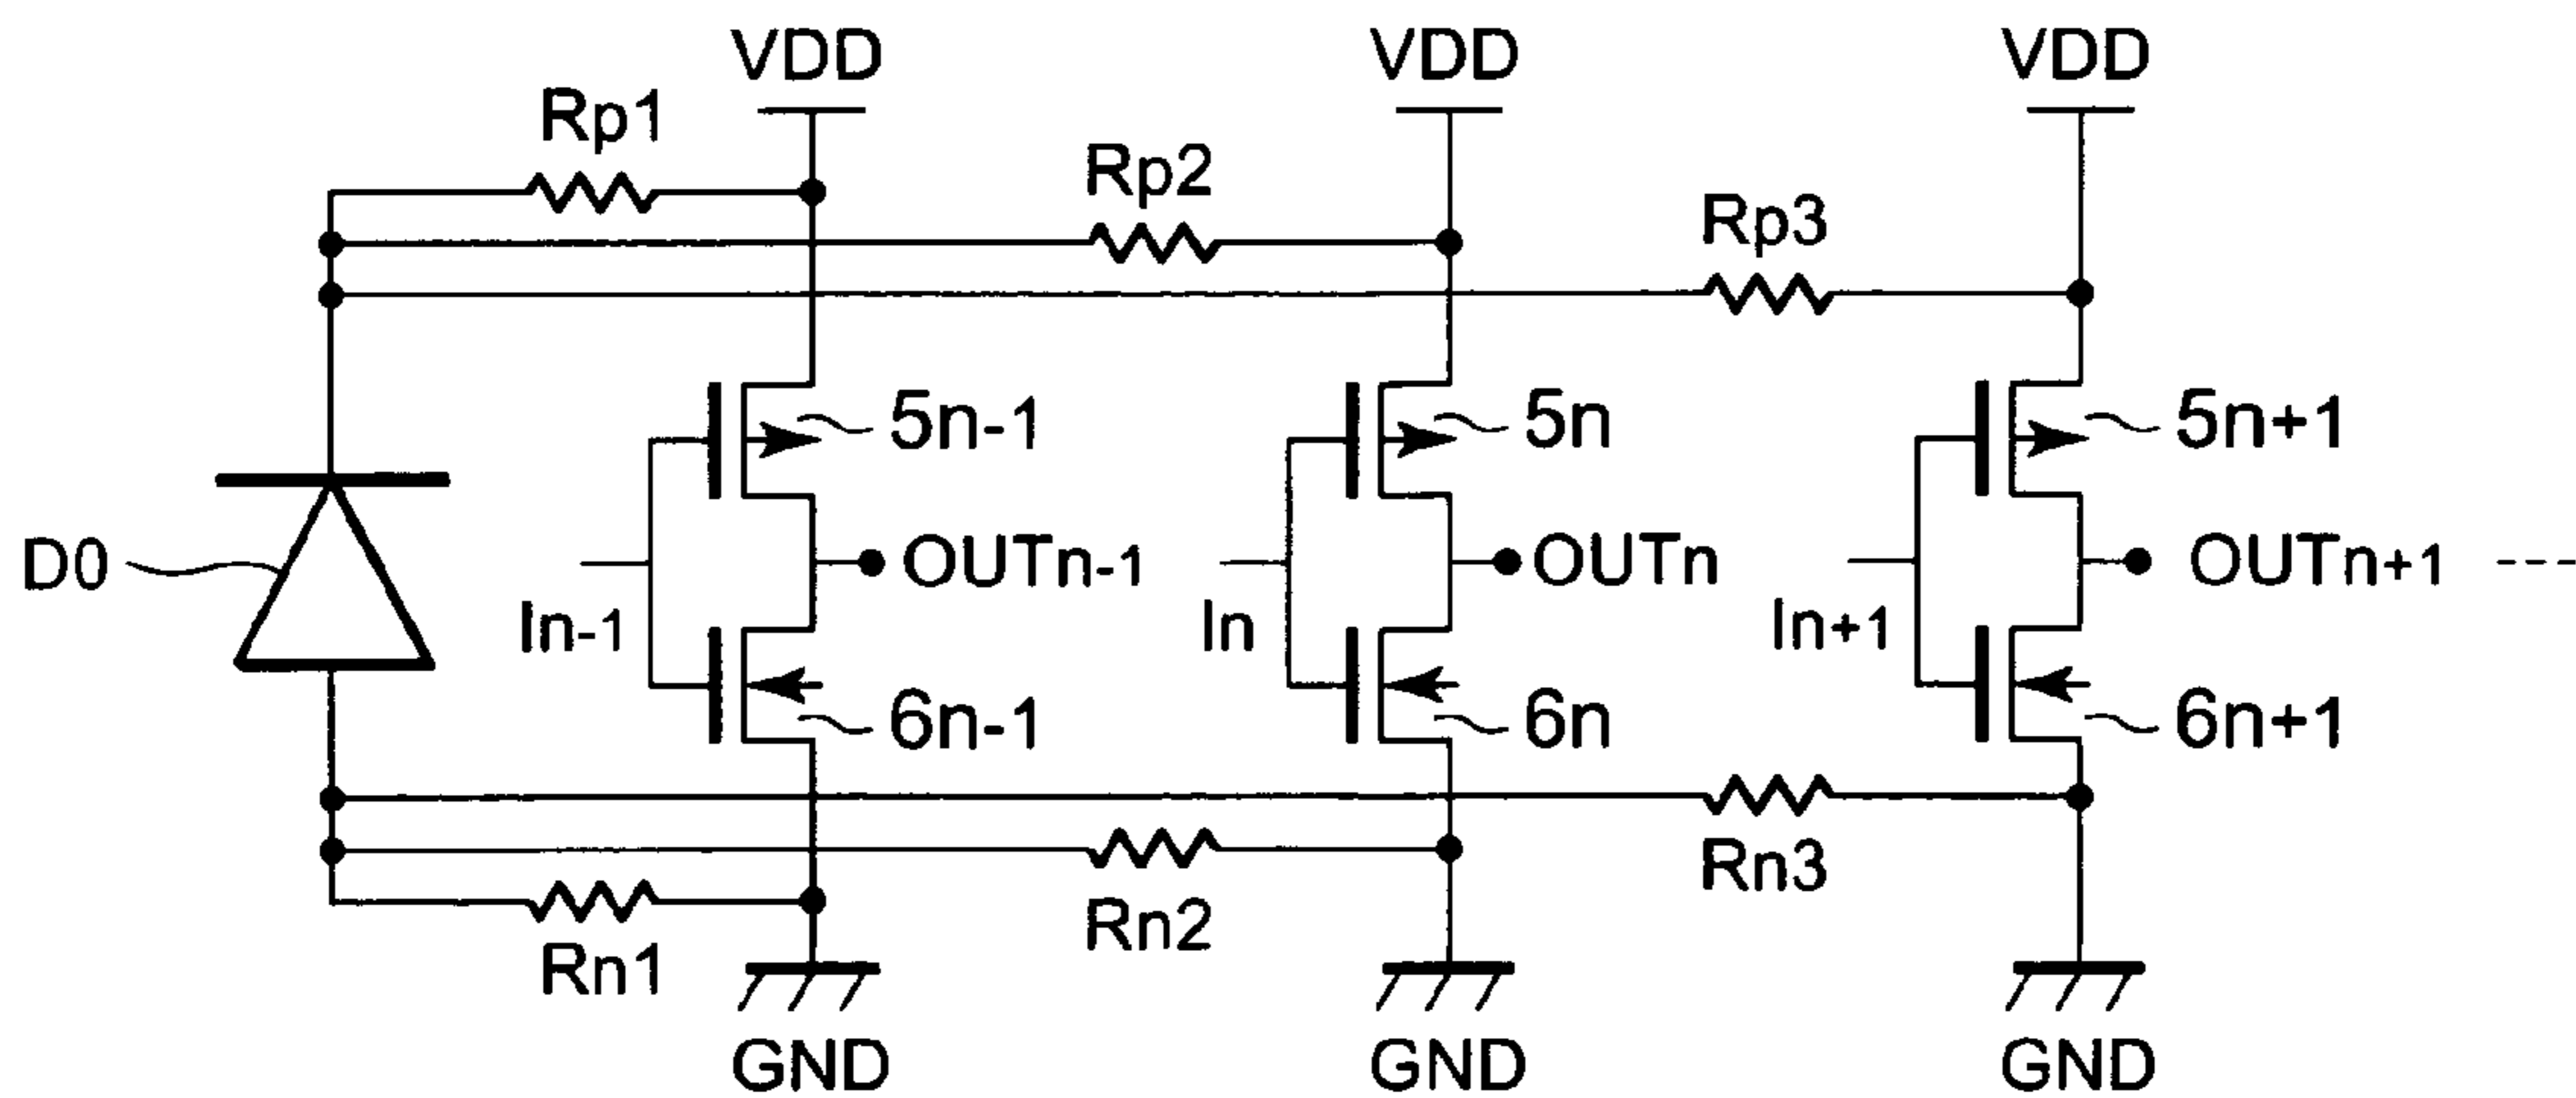 VDD VDD VDD
Rp1
Rp2
Rp3
5n-1 5n 5n+1
D0 OUTn-1 OUTn OUTn+1
In-1 In In+1
6n-1 6n 6n+1
Rn3
Rn2
Rn1
GND GND GND